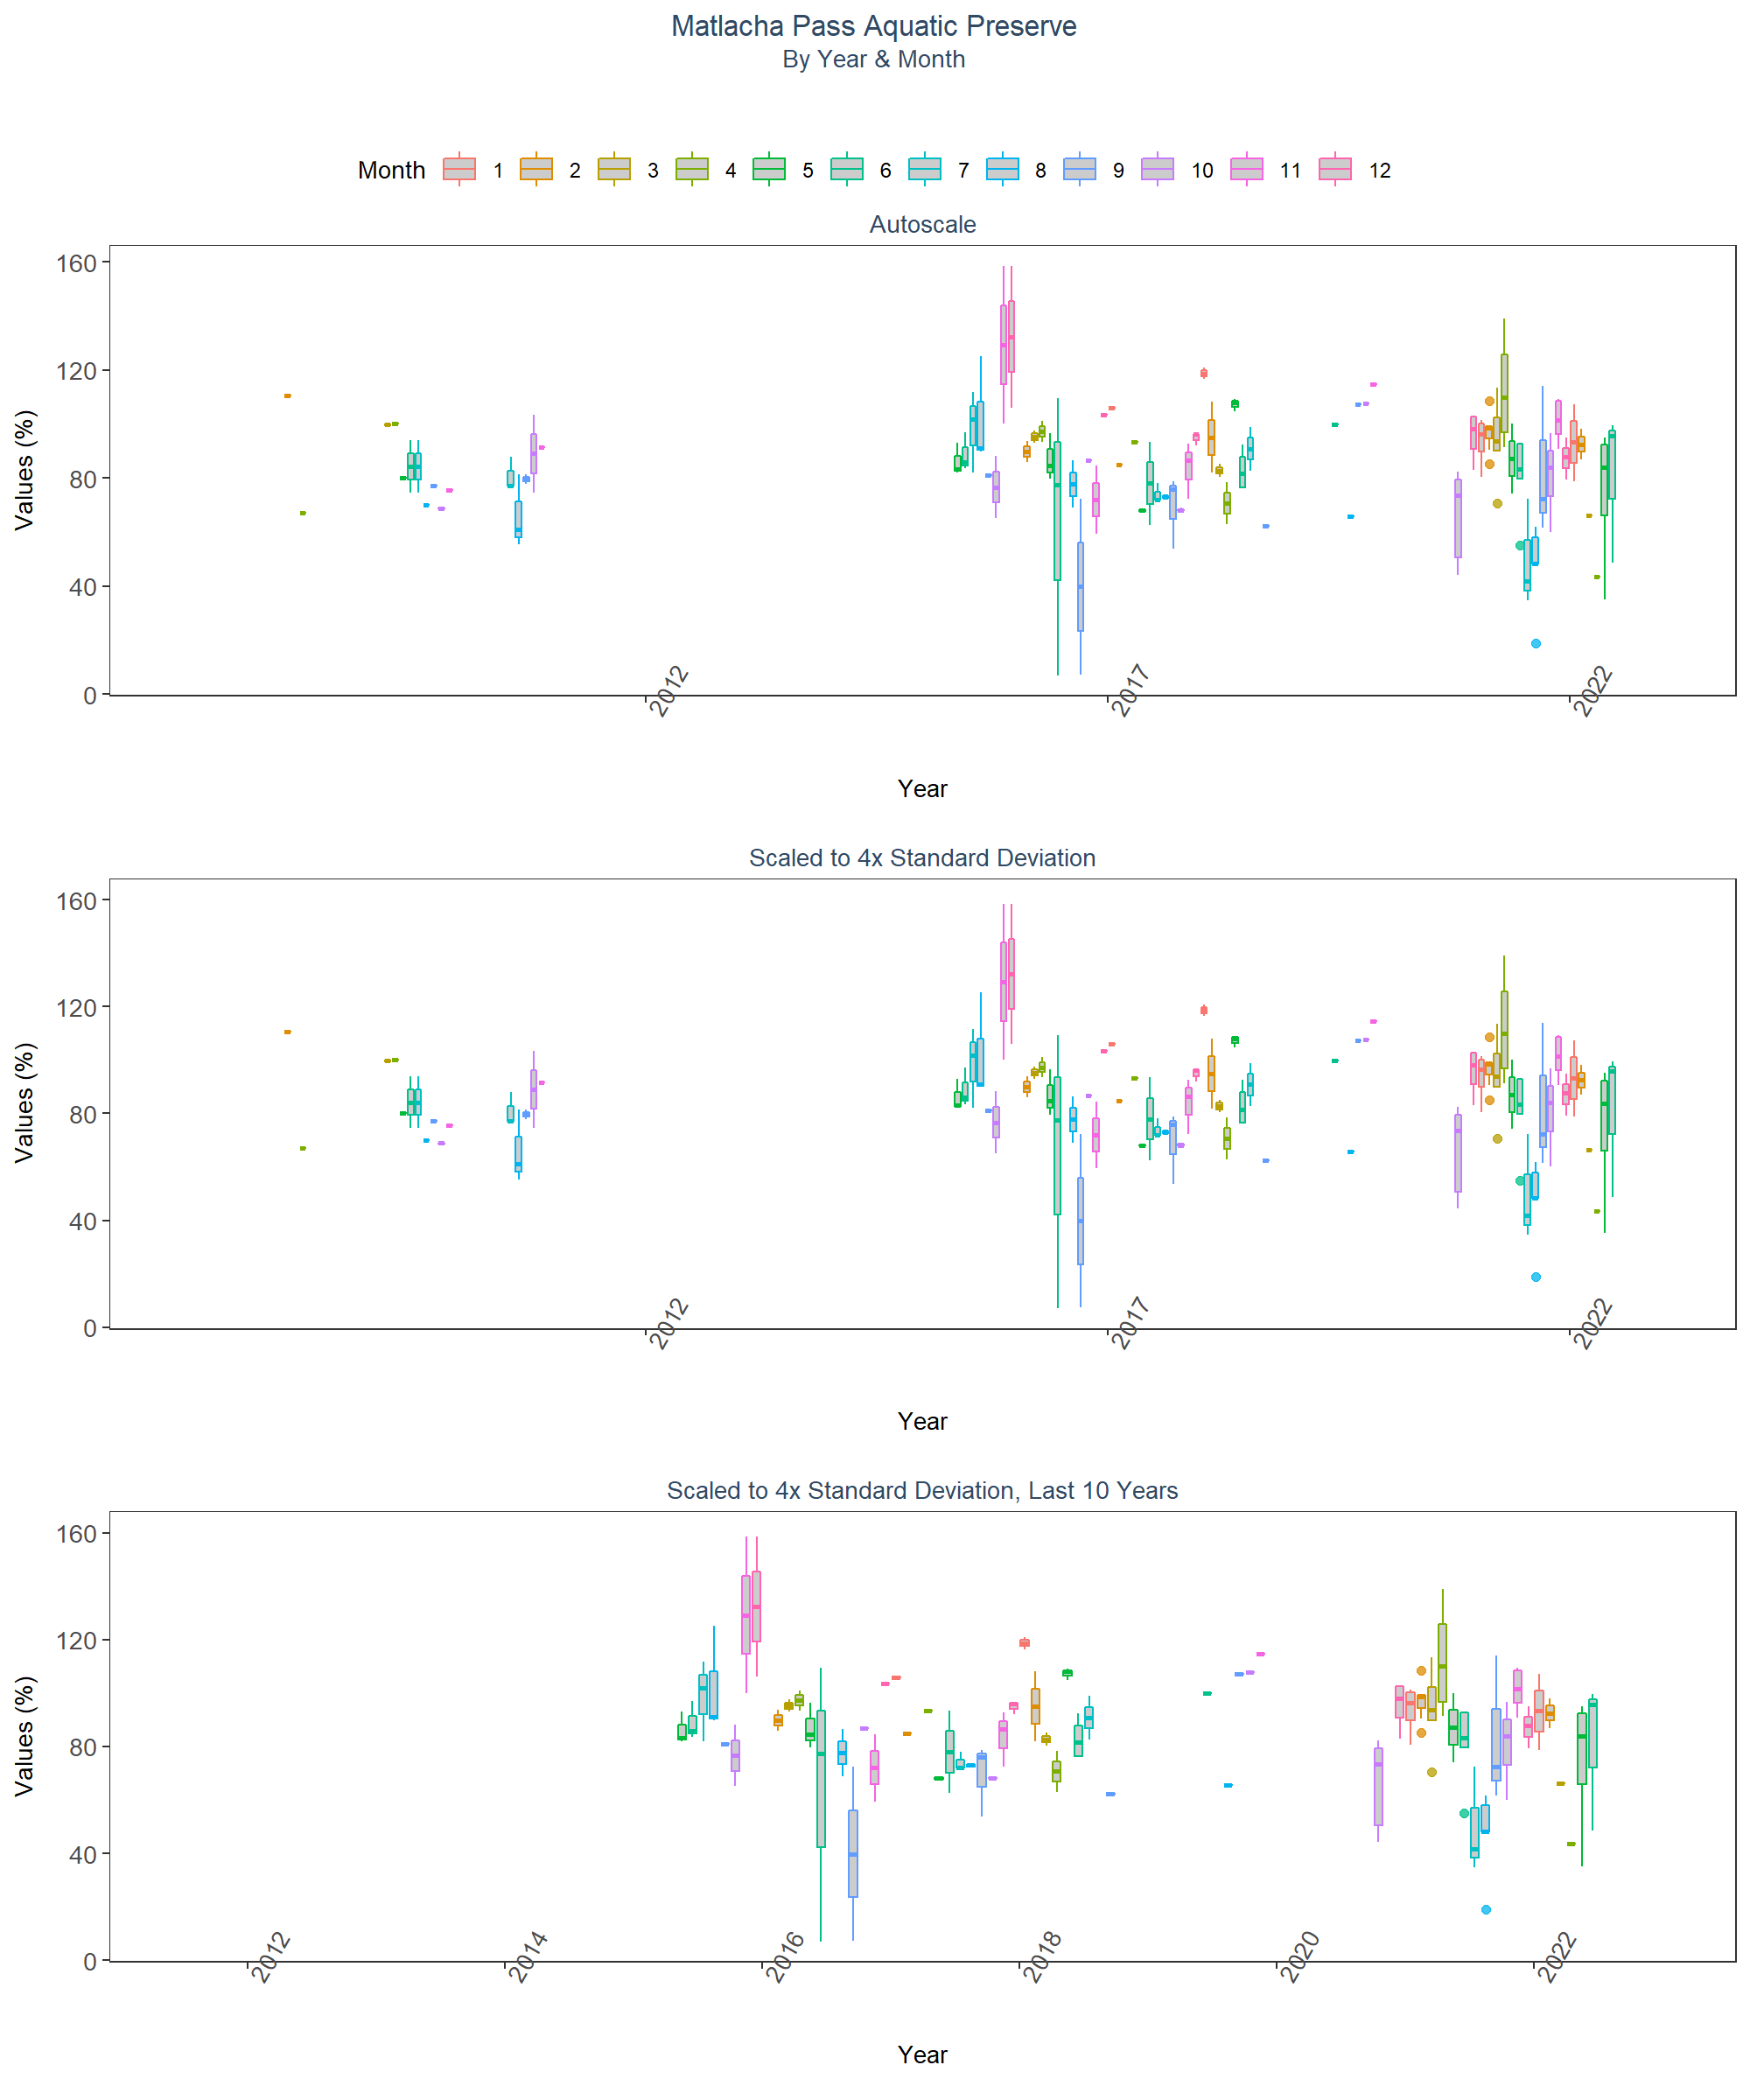 Matlacha Pass Aquatic Preserve
By Year & Month
Month 1 2 3 4 5 6 7 8 9 10 11 12
Autoscale
Values (%)
160
120
80
40
0
2012 2017 2022
Year
Scaled to 4x Standard Deviation
Values (%)
160
120
80
40
0
2012 2017 2022
Year
Scaled to 4x Standard Deviation, Last 10 Years
Values (%)
160
120
80
40
0
2012 2014 2016 2018 2020 2022
Year